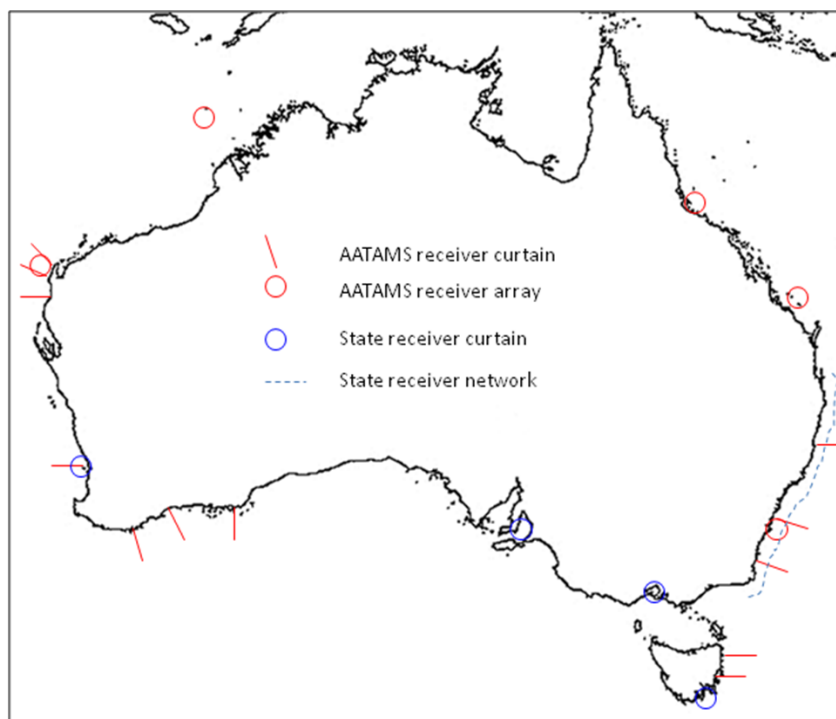 AATAMS receiver curtain
AATAMS receiver array
State receiver curtain
State receiver network